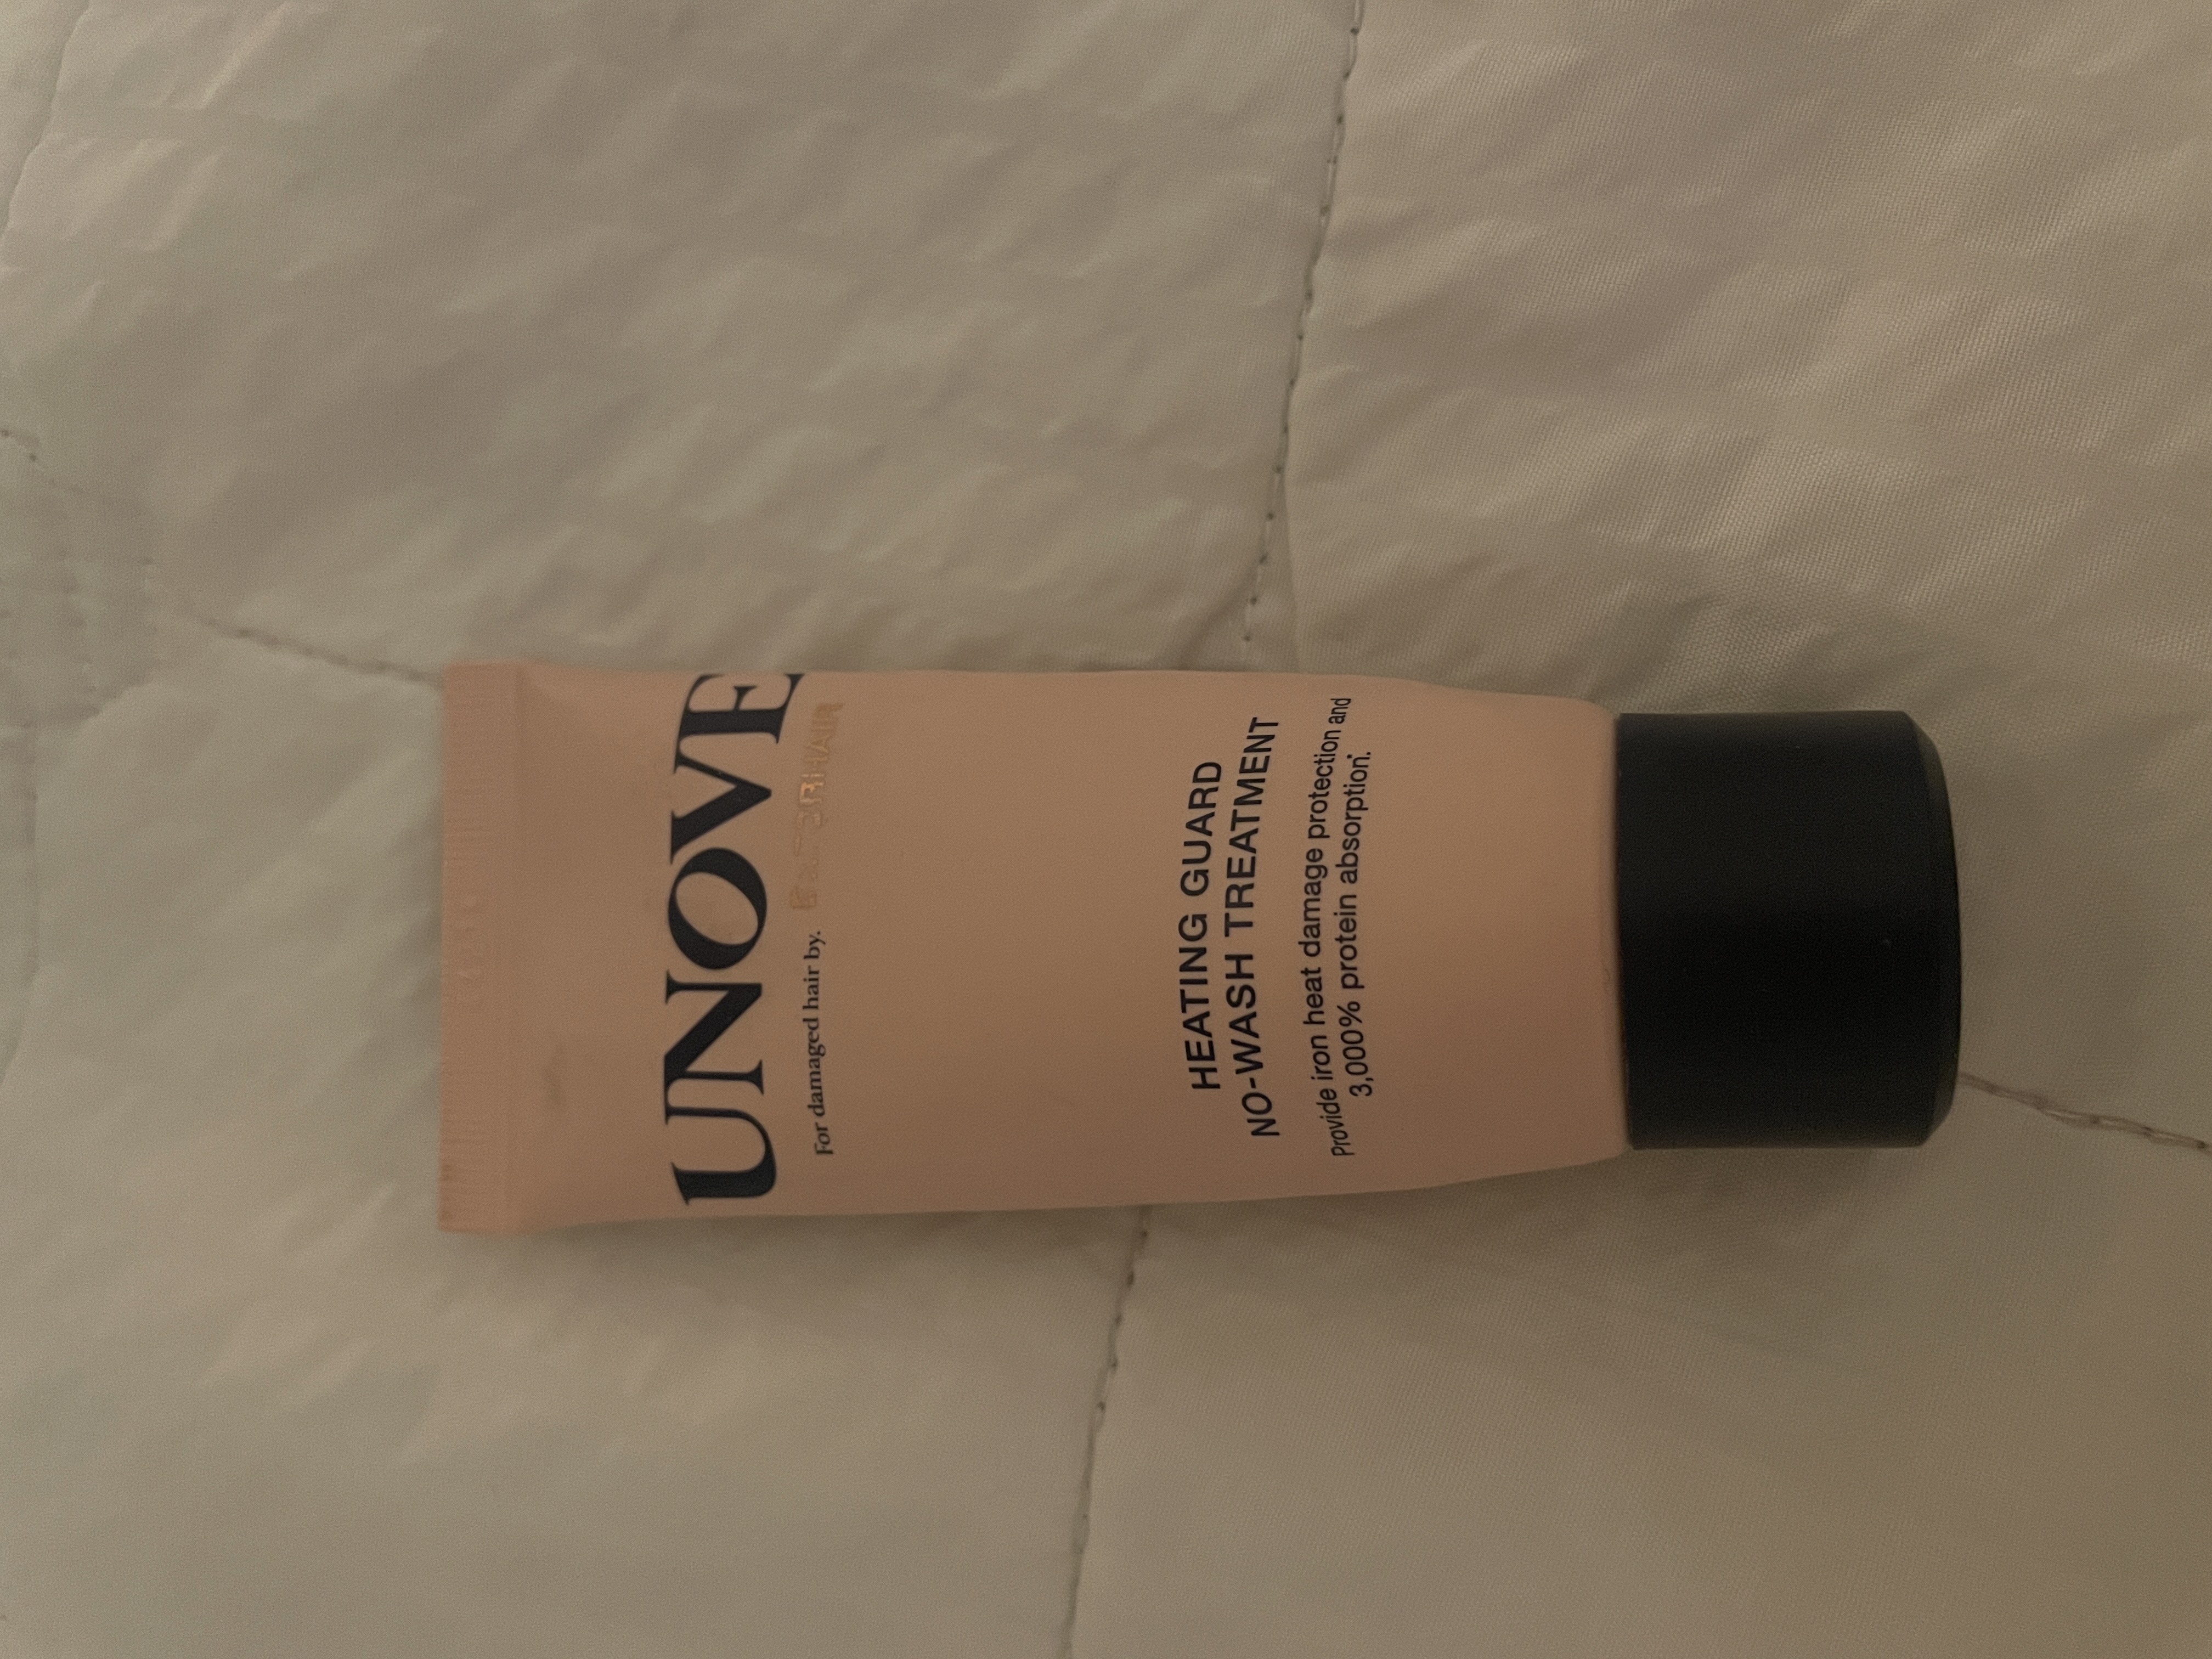 UNOVE
For damaged hair by.
HEATING GUARD
NO-WASH TREATMENT
Provide iron heat damage protection and
3,000% protein absorption.